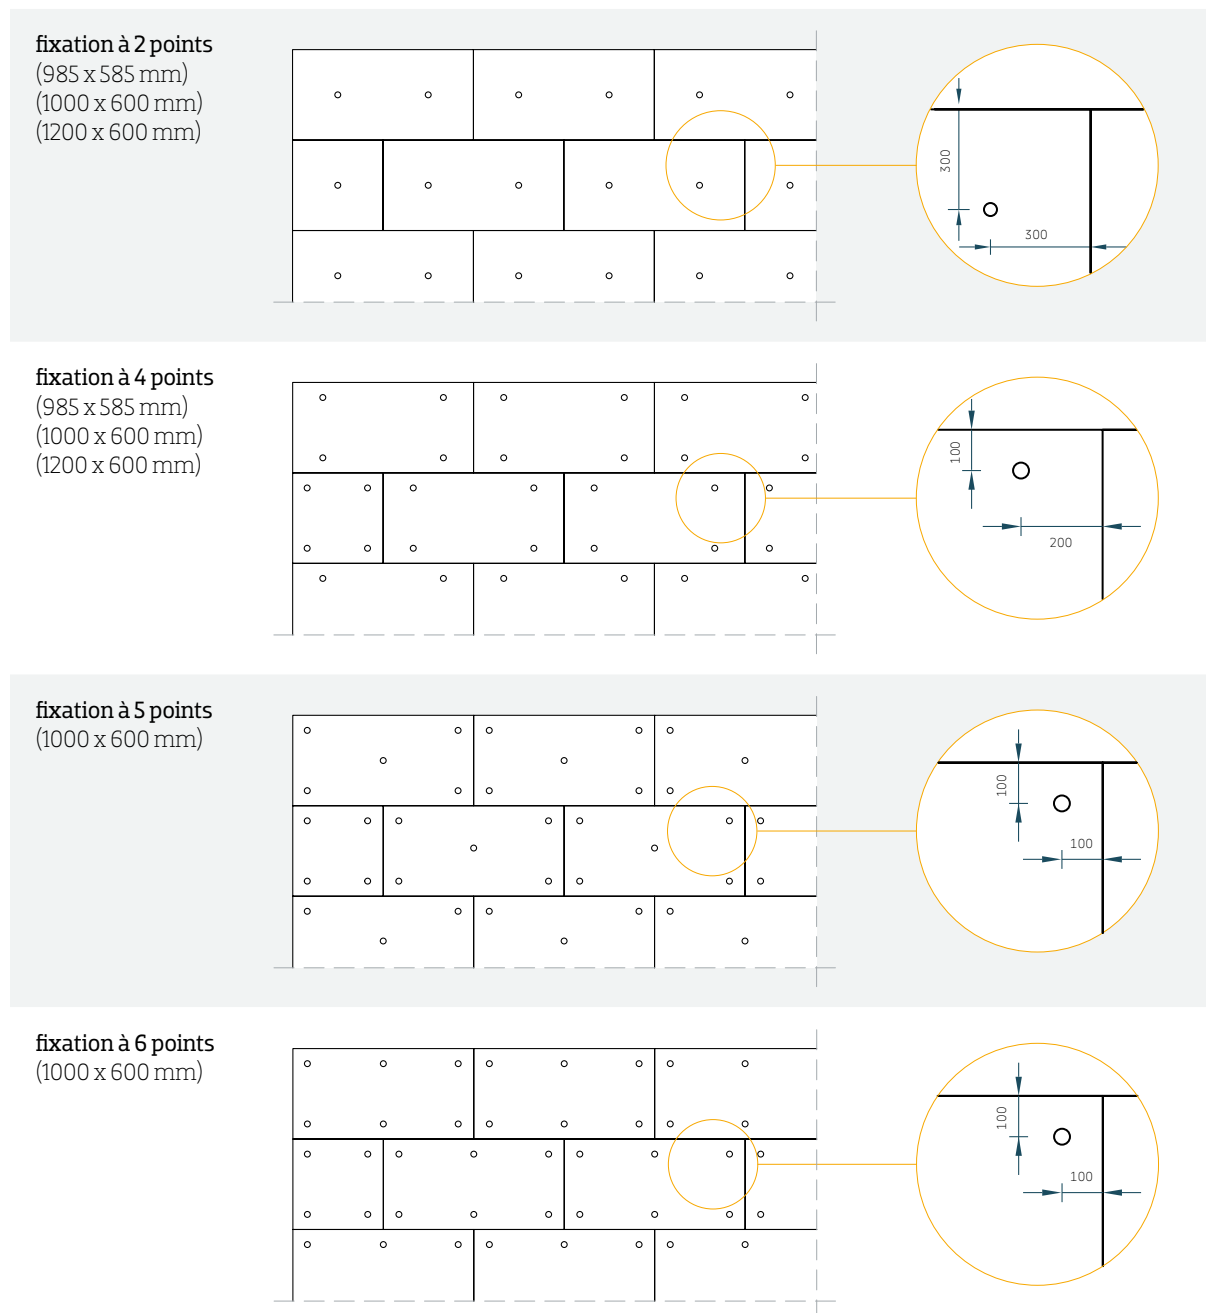 fixation à 2 points
(985 x 585 mm)
(1000 x 600 mm)
(1200 x 600 mm)
300
300
fixation à 4 points
(985 x 585 mm)
(1000 x 600 mm)
(1200 x 600 mm)
100
200
fixation à 5 points
(1000 x 600 mm)
100
100
fixation à 6 points
(1000 x 600 mm)
100
100